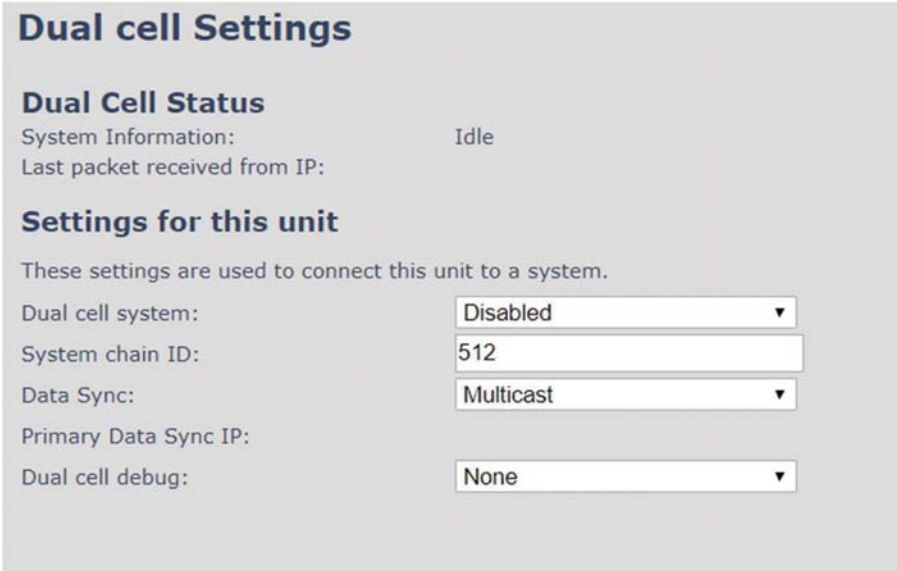 Dual cell Settings
Dual Cell Status
System Information: Idle
Last packet received from IP:
Settings for this unit
These settings are used to connect this unit to a system.
Dual cell system: Disabled
System chain ID: 512
Data Sync: Multicast
Primary Data Sync IP:
Dual cell debug: None